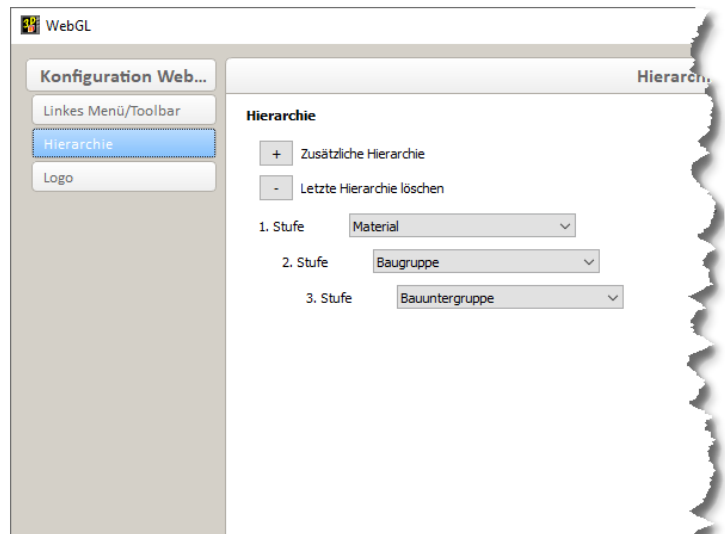 WebGL
Konfiguration Web...
Linkes Menü/Toolbar
Hierarchie
Logo
Hierarchi
Hierarchie
+ Zusätzliche Hierarchie
- Letzte Hierarchie löschen
1. Stufe Material
2. Stufe Baugruppe
3. Stufe Bauuntergruppe